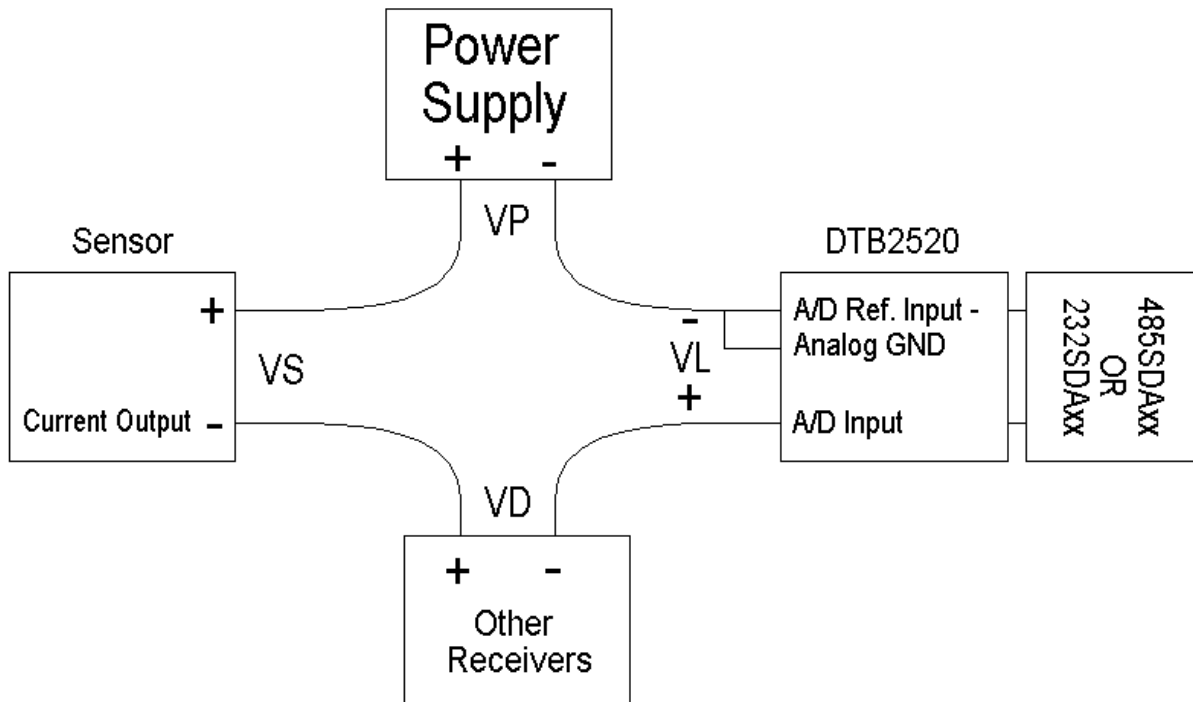 Power
Supply
+ -
VP
Sensor
+
VS
Current Output -
DTB2520
A/D Ref. Input -
Analog GND
A/D Input
-
VL
+
485SDAxx
OR
232SDAxx
VD
+ -
Other
Receivers